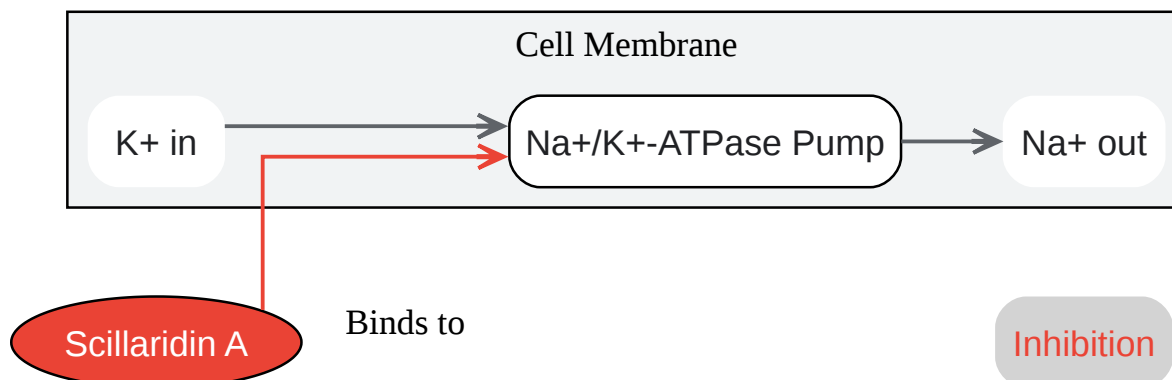 Cell Membrane
K+ in
Na+/K+-ATPase Pump
Na+ out
Scillaridin A
Binds to
Inhibition